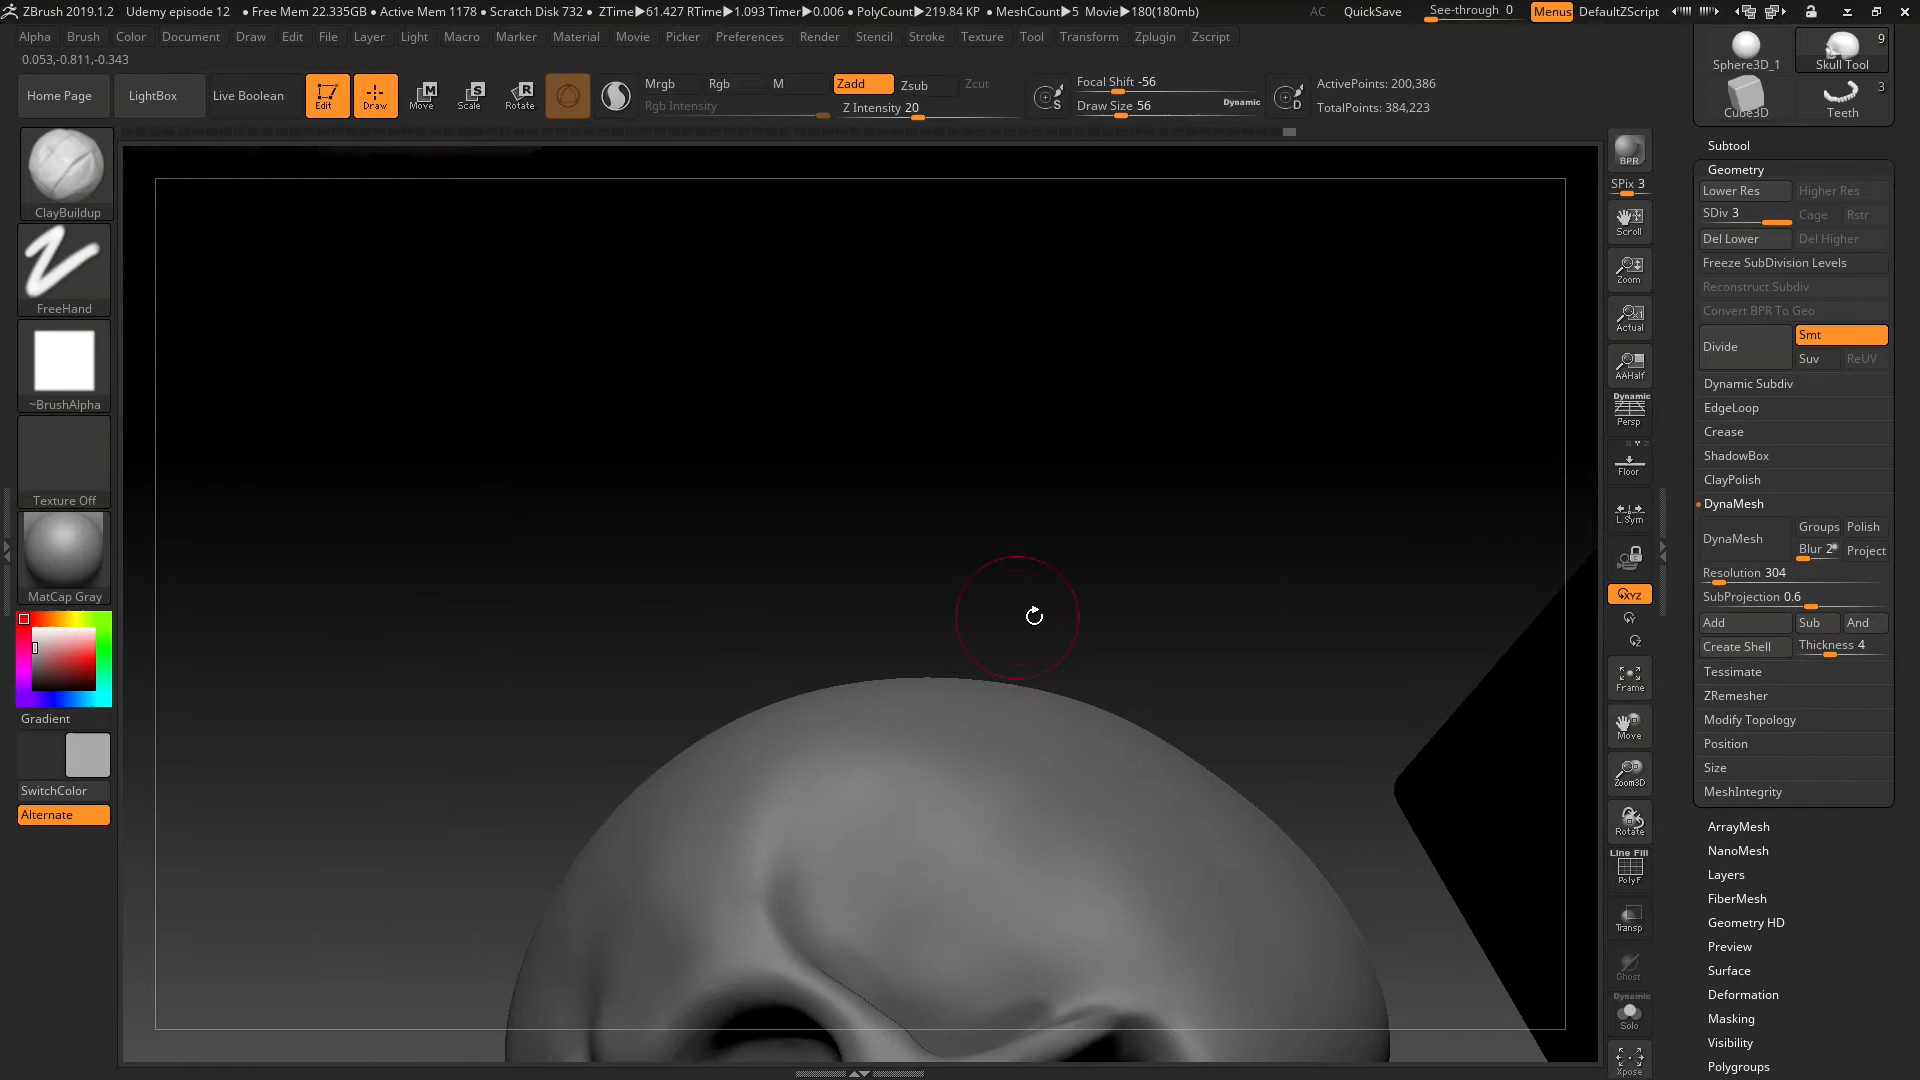 ZBrush 2019.1.2 Udemy episode 12 ● Free Mem 22.335GB ● Active Mem 1178 ● Scratch Disk 732 ● ZTime▶61.427 RTime▶1.093 Timer▶0.006 ● PolyCount▶219.84 KP ● MeshCount▶5 Movie▶180(180mb) AC QuickSave See-through 0 Menus DefaultZScript
Alpha Brush Color Document Draw Edit File Layer Light Macro Marker Material Movie Picker Preferences Render Stencil Stroke Texture Tool Transform Zplugin Zscript
0.053,-0.811,-0.343
Home Page LightBox Live Boolean Edit Draw Move Scale Rotate
Mrgb Rgb M Zadd Zsub Zcut
Rgb Intensity Z Intensity 20
Focal Shift -56
Draw Size 56 Dynamic
ActivePoints: 200,386
TotalPoints: 384,223
ClayBuildup
FreeHand
~BrushAlpha
Texture Off
MatCap Gray
Gradient
SwitchColor
Alternate
BPR
SPix 3
Scroll
Zoom
Actual
AAHalf
Dynamic
Persp
Floor
L.Sym
XYZ
Frame
Move
Zoom3D
Rotate
Line Fill
PolyF
Transp
Ghost
Dynamic
Solo
Xpose
Sphere3D_1 9 Skull Tool
Cube3D 3 Teeth
Subtool
Geometry
Lower Res Higher Res
SDiv 3 Cage Rstr
Del Lower Del Higher
Freeze SubDivision Levels
Reconstruct Subdiv
Convert BPR To Geo
Divide Smt
Suv ReUV
Dynamic Subdiv
EdgeLoop
Crease
ShadowBox
ClayPolish
DynaMesh
DynaMesh Groups Polish
Blur 2 Project
Resolution 304
SubProjection 0.6
Add Sub And
Create Shell Thickness 4
Tessimate
ZRemesher
Modify Topology
Position
Size
MeshIntegrity
ArrayMesh
NanoMesh
Layers
FiberMesh
Geometry HD
Preview
Surface
Deformation
Masking
Visibility
Polygroups